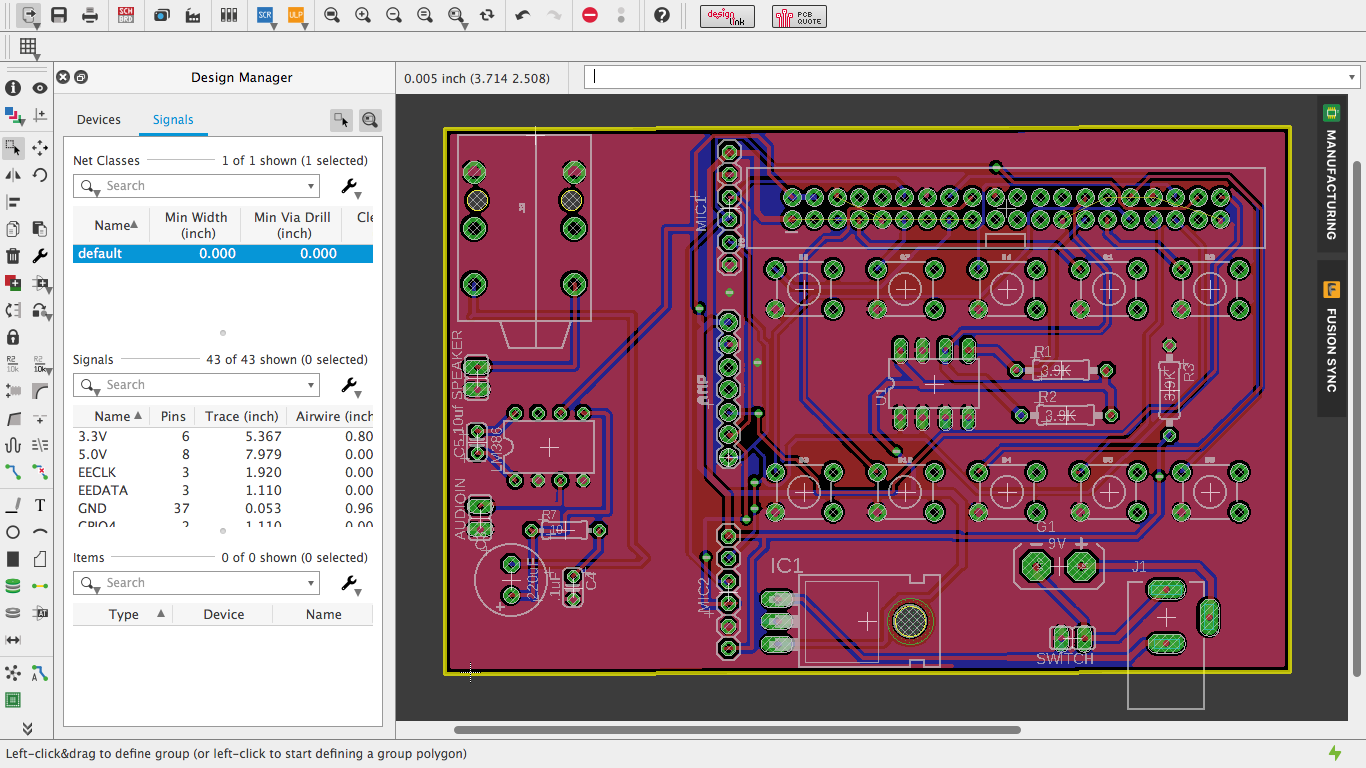 SCH
BRD
SCR
ULP
design
link
PCB
QUOTE
Design Manager
0.005 inch (3.714 2.508)
Devices
Signals
Net Classes
1 of 1 shown (1 selected)
Search
Name
Min Width
(inch)
Min Via Drill
(inch)
Cle
default
0.000
0.000
Signals
43 of 43 shown (0 selected)
Search
Name
Pins
Trace (inch)
Airwire (inch
3.3V
6
5.367
0.80
5.0V
8
7.979
0.00
EECLK
3
1.920
0.00
EEDATA
3
1.110
0.00
GND
37
0.053
0.96
GPIO4
2
1.110
0.00
Items
0 of 0 shown (0 selected)
Search
Type
Device
Name
R2
10k
R2
10k
MIC1
AMP
MIC2
SPEAKER
C5
.10uf
LM386
AUDIOIN
R7
10
220uF
.1uF
C4
U1
R1
3.9K
R2
3.9K
R3
39K
IC1
G1
9V
J1
SWITCH
MANUFACTURING
FUSION SYNC
Left-click&drag to define group (or left-click to start defining a group polygon)